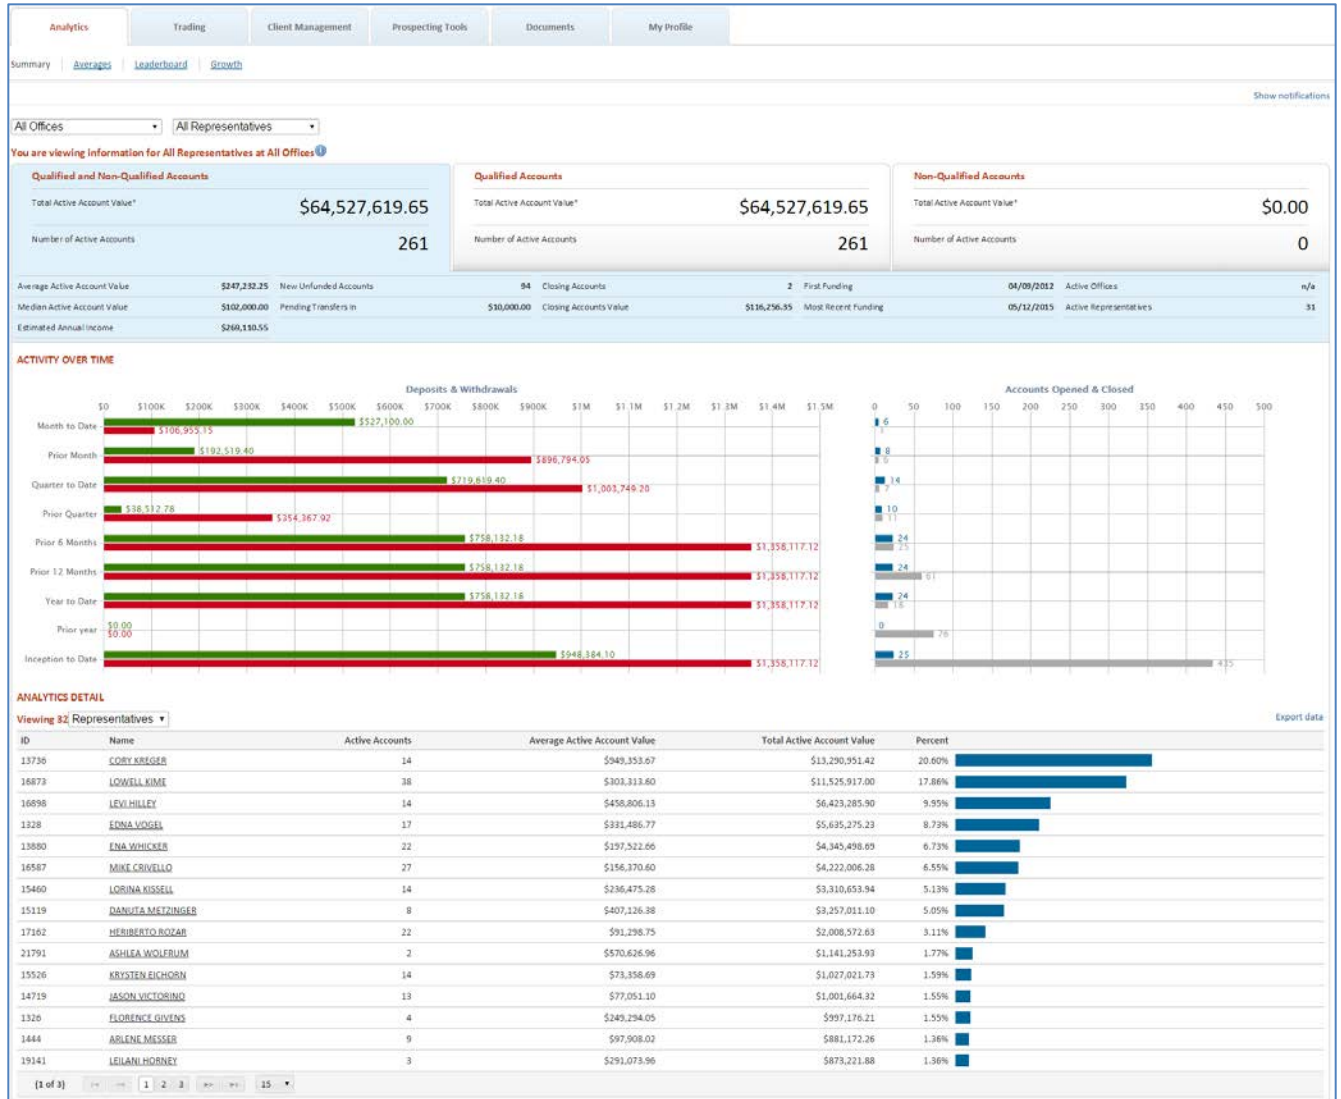 Analytics Trading Client Management Prospecting Tools Documents My Profile
Summary Averages Leaderboard Growth
Show notifications
All Offices All Representatives
You are viewing information for All Representatives at All Offices
Qualified and Non-Qualified Accounts Qualified Accounts Non-Qualified Accounts
Total Active Account Value* $64,527,619.65 Total Active Account Value* $64,527,619.65 Total Active Account Value* $0.00
Number of Active Accounts 261 Number of Active Accounts 261 Number of Active Accounts 0
Average Active Account Value $247,232.25 New Unfunded Accounts 94 Closing Accounts 2 First Funding 04/09/2012 Active Offices n/a
Median Active Account Value $102,000.00 Pending Transfers In $10,000.00 Closing Accounts Value $116,256.35 Most Recent Funding 05/12/2015 Active Representatives 31
Estimated Annual Income $269,110.55
ACTIVITY OVER TIME
Deposits & Withdrawals Accounts Opened & Closed
$0 $100K $200K $300K $400K $500K $600K $700K $800K $900K $1M $1.1M $1.2M $1.3M $1.4M $1.5M 0 50 100 150 200 250 300 350 400 450 500
Month to Date $527,100.00 $106,955.15 6 1
Prior Month $192,519.40 $896,794.05 8 6
Quarter to Date $719,619.40 $1,003,749.20 14 7
Prior Quarter $38,512.78 $354,367.92 10 11
Prior 6 Months $758,132.18 $1,358,117.12 24 25
Prior 12 Months $758,132.18 $1,358,117.12 24 61
Year to Date $758,132.18 $1,358,117.12 24 18
Prior year $0.00 $0.00 0 76
Inception to Date $948,384.10 $1,358,117.12 25 435
ANALYTICS DETAIL
Viewing 32 Representatives Export data
ID Name Active Accounts Average Active Account Value Total Active Account Value Percent
13736 CORY KREGER 14 $949,353.67 $13,290,951.42 20.60%
16873 LOWELL KIME 38 $303,313.60 $11,525,917.00 17.86%
16898 LEVI HILLEY 14 $458,806.13 $6,423,285.90 9.95%
1328 EDNA VOGEL 17 $331,486.77 $5,635,275.23 8.73%
13880 ENA WHICKER 22 $197,522.66 $4,345,498.69 6.73%
16587 MIKE CRIVELLO 27 $156,370.60 $4,222,006.28 6.55%
15460 LORINA KISSELL 14 $236,475.28 $3,310,653.94 5.13%
15119 DANUTA METZINGER 8 $407,126.38 $3,257,011.10 5.05%
17162 HERIBERTO ROZAR 22 $91,298.75 $2,008,572.63 3.11%
21791 ASHLEA WOLFRUM 2 $570,626.96 $1,141,253.93 1.77%
15526 KRYSTEN EICHORN 14 $73,358.69 $1,027,021.73 1.59%
14719 JASON VICTORINO 13 $77,051.10 $1,001,664.32 1.55%
1326 FLORENCE GIVENS 4 $249,294.05 $997,176.21 1.55%
1444 ARLENE MESSER 9 $97,908.02 $881,172.26 1.36%
19141 LEILANI HORNEY 3 $291,073.96 $873,221.88 1.36%
(1 of 3) 1 2 3 15